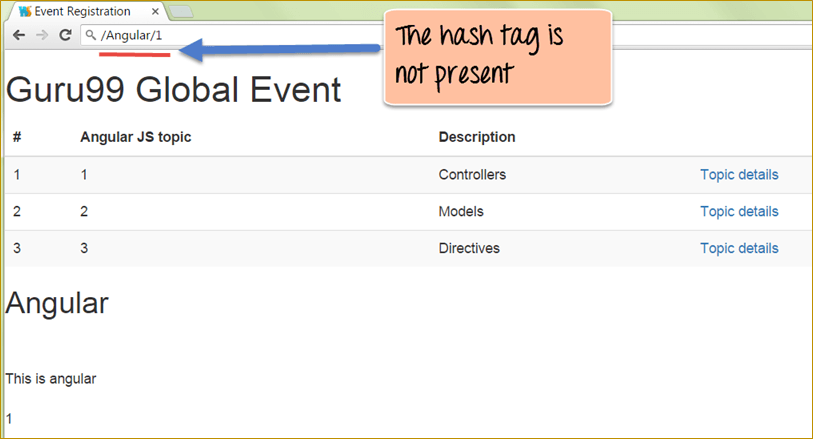 Event Registration
/Angular/1
The hash tag is
not present
Guru99 Global Event
# Angular JS topic Description
1 1 Controllers Topic details
2 2 Models Topic details
3 3 Directives Topic details
Angular
This is angular
1